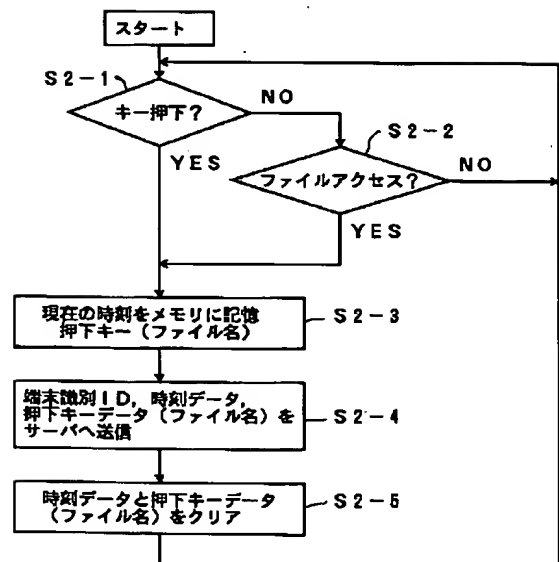 スタート
S2-1
キー押下?
NO
S2-2
YES
ファイルアクセス?
NO
YES
現在の時刻をメモリに記憶
押下キー(ファイル名)
S2-3
端末識別ID,時刻データ,
押下キーデータ(ファイル名)を
サーバへ送信
S2-4
時刻データと押下キーデータ
(ファイル名)をクリア
S2-5